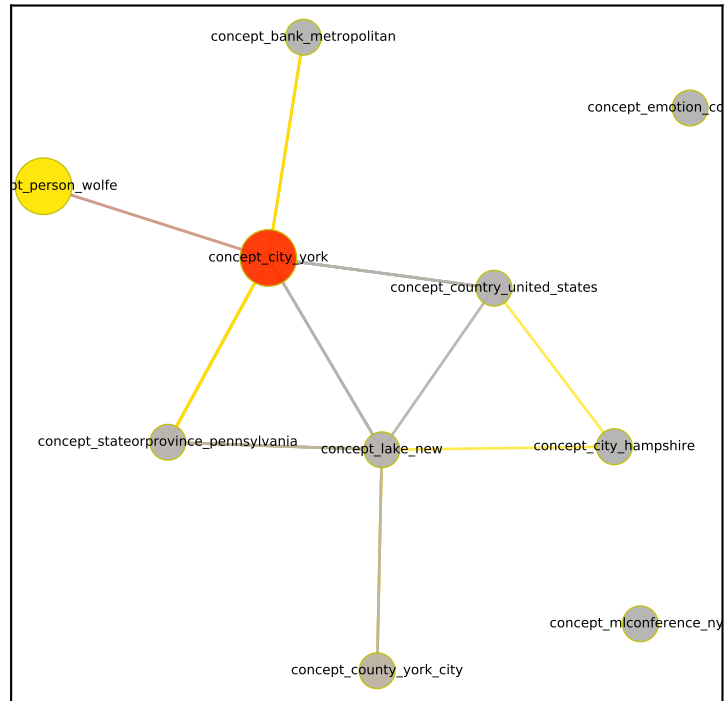 concept_bank_metropolitan
concept_emotion_co
pt_person_wolfe
concept_city_york
concept_country_united_states
concept_stateorprovince_pennsylvania
concept_lake_new
concept_city_hampshire
concept_mlconference_ny
concept_county_york_city